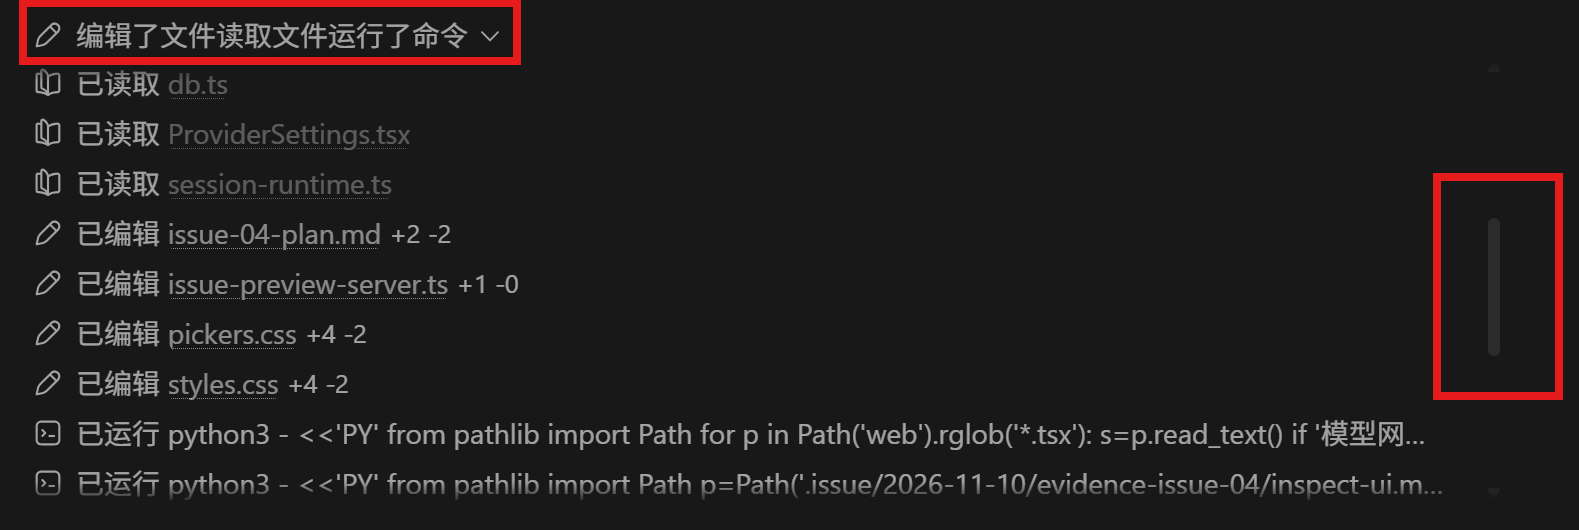 编辑了文件读取文件运行了命令
已读取 db.ts
已读取 ProviderSettings.tsx
已读取 session-runtime.ts
已编辑 issue-04-plan.md +2 -2
已编辑 issue-preview-server.ts +1 -0
已编辑 pickers.css +4 -2
已编辑 styles.css +4 -2
已运行 python3 - <<'PY' from pathlib import Path for p in Path('web').rglob('*.tsx'): s=p.read_text() if '模型网...
已运行 python3 - <<'PY' from pathlib import Path p=Path('.issue/2026-11-10/evidence-issue-04/inspect-ui.m...